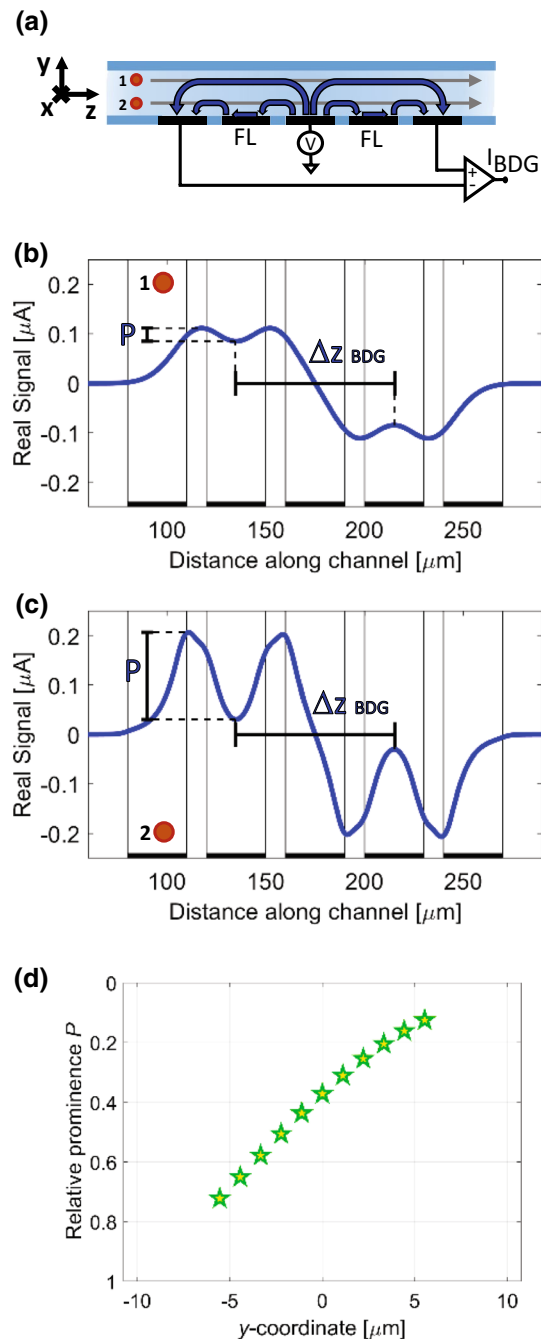 (a)
y
x
z
1
2
FL
FL
V
+
-
I BDG
(b)
Real Signal [μA]
0.2
0.1
0
-0.1
-0.2
1
P
Δz BDG
100
150
200
250
Distance along channel [μm]
(c)
Real Signal [μA]
0.2
0.1
0
-0.1
-0.2
P
Δz BDG
2
100
150
200
250
Distance along channel [μm]
(d)
Relative prominence P
0
0.2
0.4
0.6
0.8
1
-10
-5
0
5
10
y-coordinate [μm]